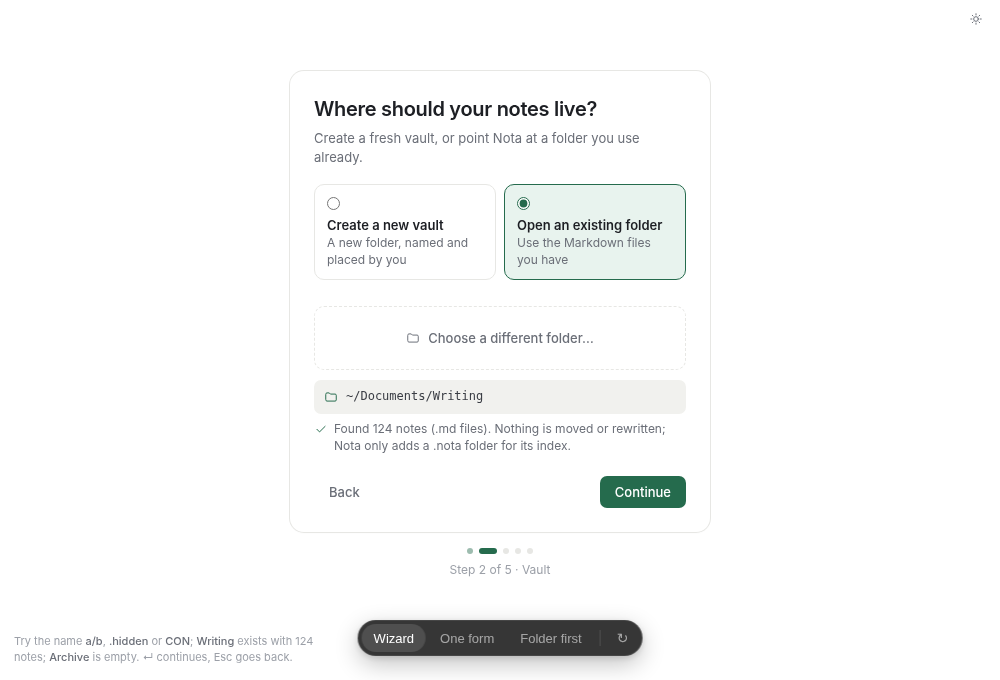 Where should your notes live?
Create a fresh vault, or point Nota at a folder you use
already.
Create a new vault
A new folder, named and
placed by you
Open an existing folder
Use the Markdown files
you have
Choose a different folder...
~/Documents/Writing
Found 124 notes (.md files). Nothing is moved or rewritten;
Nota only adds a .nota folder for its index.
Back
Continue
Step 2 of 5 · Vault
Try the name a/b, .hidden or CON; Writing exists with 124
notes; Archive is empty. ↵ continues, Esc goes back.
Wizard
One form
Folder first
↻